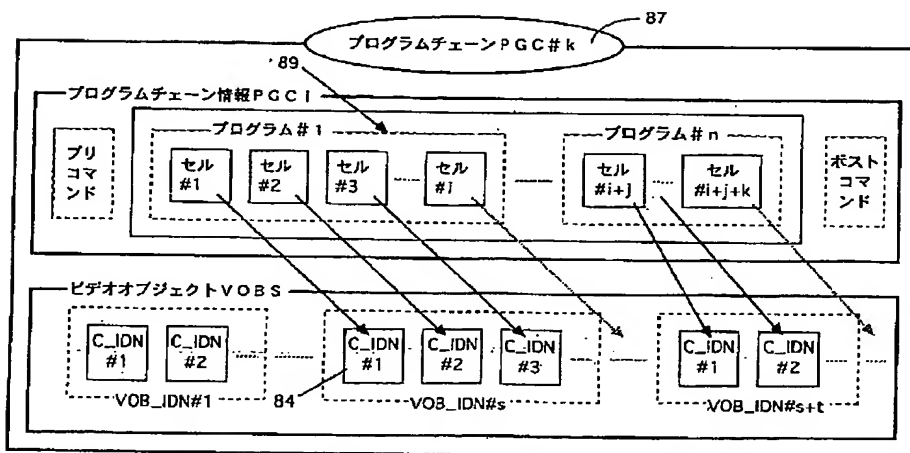 87
プログラムチェーンPGC#k
89
プログラムチェーン情報PGCI
プログラム#1
プログラム#n
プリ
コマ
ンド
セル
#1
セル
#2
セル
#3
セル
#i
セル
#i+j
セル
#i+j+k
ポスト
コマ
ンド
ビデオオブジェクトVOBS
C_IDN
#1
C_IDN
#2
C_IDN
#1
C_IDN
#2
C_IDN
#3
C_IDN
#1
C_IDN
#2
VOB_IDN#1
84
VOB_IDN#s
VOB_IDN#s+t